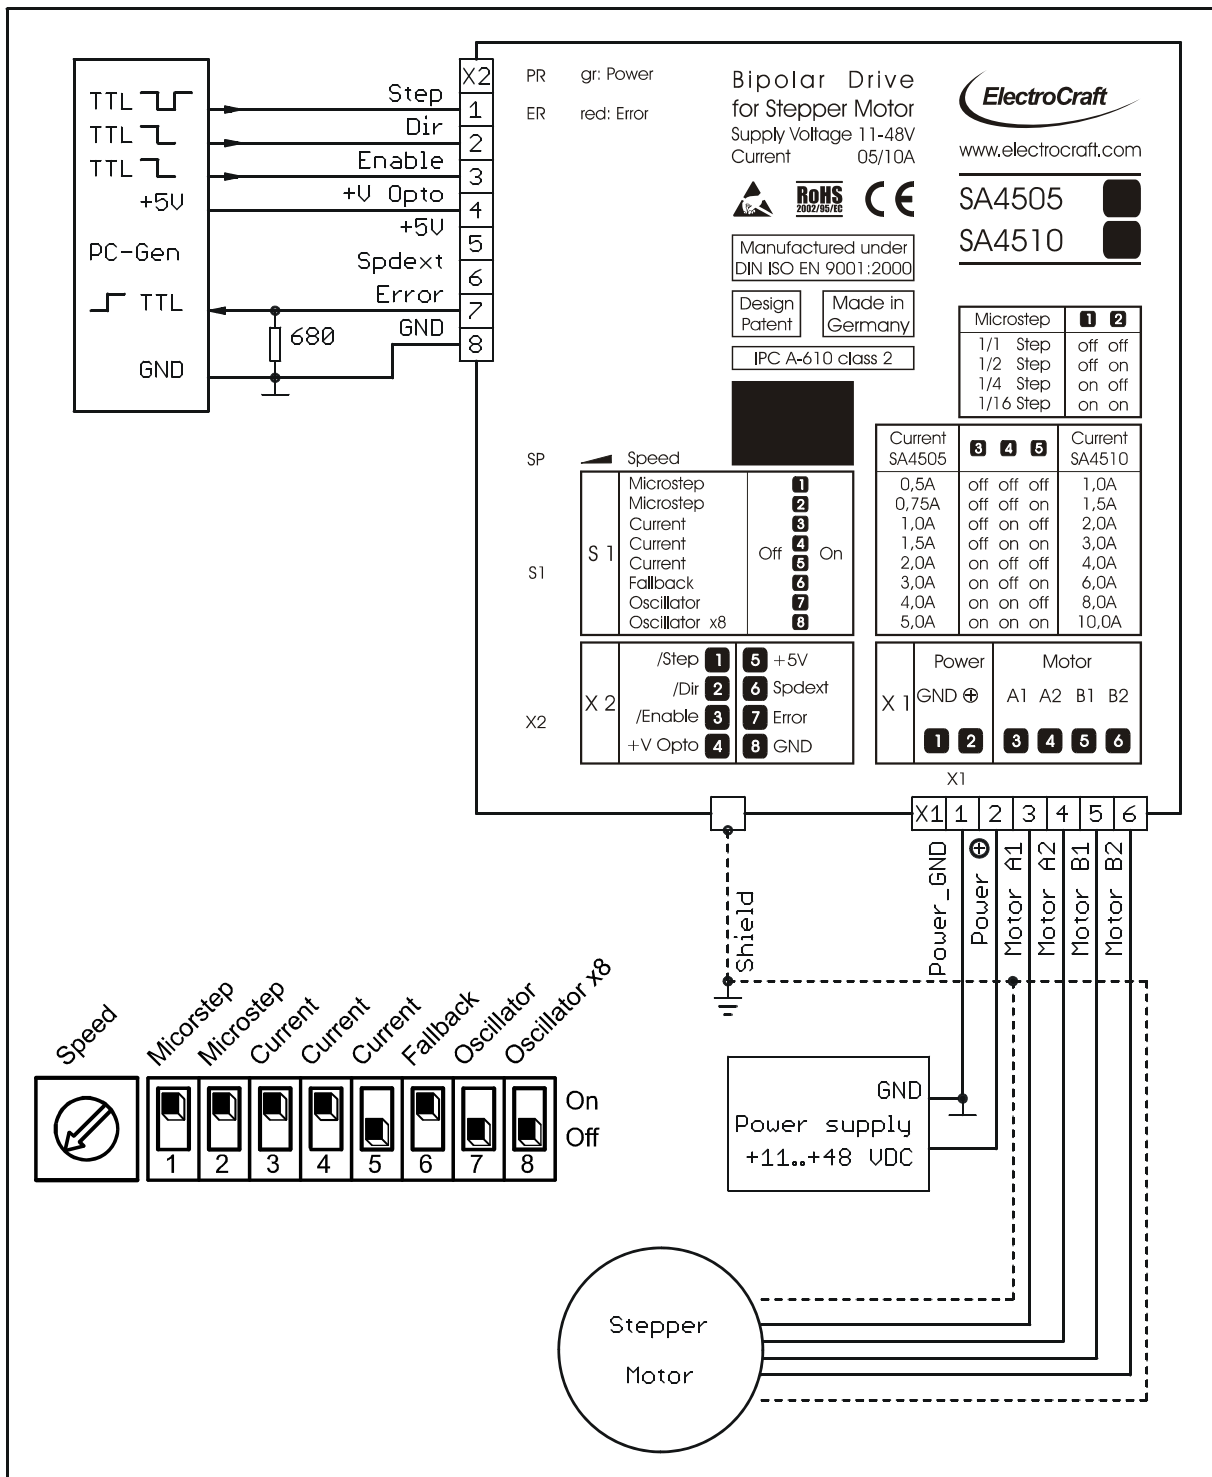 TTL
TTL
TTL
+5V
PC-Gen
TTL
GND
680
Step
Dir
Enable
+V Opto
+5V
Spdext
Error
GND
X2
1
2
3
4
5
6
7
8
PR gr: Power
ER red: Error
Bipolar Drive
for Stepper Motor
Supply Voltage 11-48V
Current 05/10A
RoHS
2002/95/EC
CE
Manufactured under
DIN ISO EN 9001:2000
Design
Patent
Made in
Germany
IPC A-610 class 2
ElectroCraft
www.electrocraft.com
SA4505
SA4510
Microstep 1 2
1/1 Step off off
1/2 Step off on
1/4 Step on off
1/16 Step on on
Current
SA4505
3 4 5
Current
SA4510
0,5A off off off 1,0A
0,75A off off on 1,5A
1,0A off on off 2,0A
1,5A off on on 3,0A
2,0A on off off 4,0A
3,0A on off on 6,0A
4,0A on on off 8,0A
5,0A on on on 10,0A
SP Speed
S1
S 1
Microstep 1
Microstep 2
Current 3
Current 4
Current 5
Fallback 6
Oscillator 7
Oscillator x8 8
Off On
X2
X 2
/Step 1 5 +5V
/Dir 2 6 Spdext
/Enable 3 7 Error
+V Opto 4 8 GND
X 1
Power Motor
GND ⊕ A1 A2 B1 B2
1 2 3 4 5 6
X1
X1 1 2 3 4 5 6
Power_GND
Power ⊕
Motor A1
Motor A2
Motor B1
Motor B2
Shield
Speed
Micorstep
Microstep
Current
Current
Current
Fallback
Oscillator
Oscillator x8
On
Off
1 2 3 4 5 6 7 8
GND
Power supply
+11..+48 VDC
Stepper
Motor